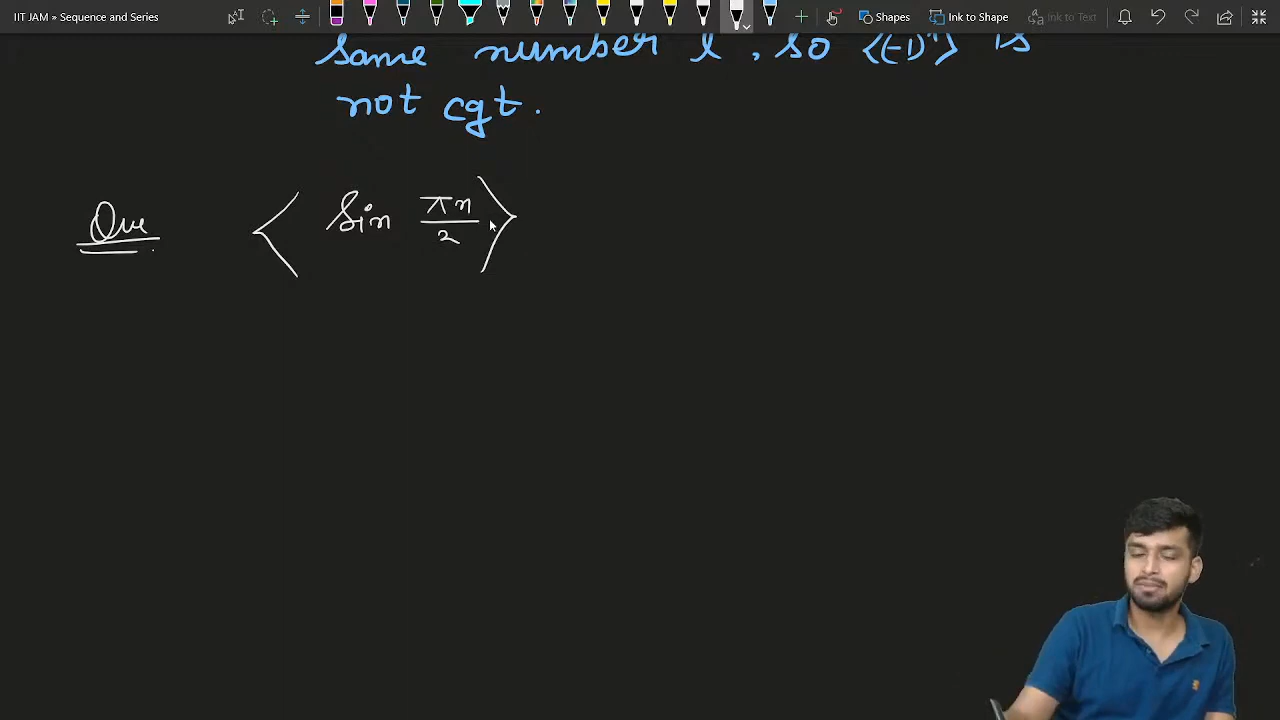 IIT JAM » Sequence and Series
Shapes
Ink to Shape
Ink to Text
same number l, so ⟨(-1)ⁿ⟩ is
not cgt.
Que ⟨ Sin πn/2 ⟩